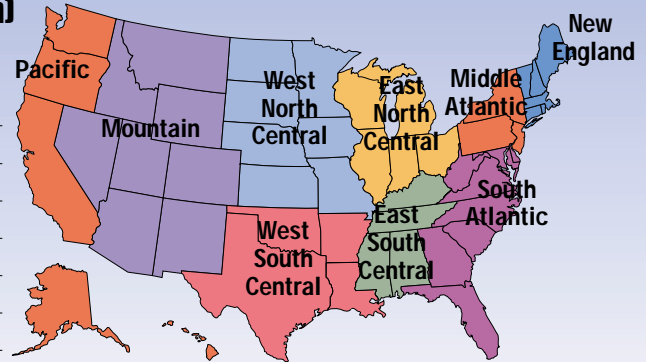 New
England
Pacific
West
North
Central
East
North
Central
Middle
Atlantic
Mountain
South
Atlantic
East
South
Central
West
South
Central